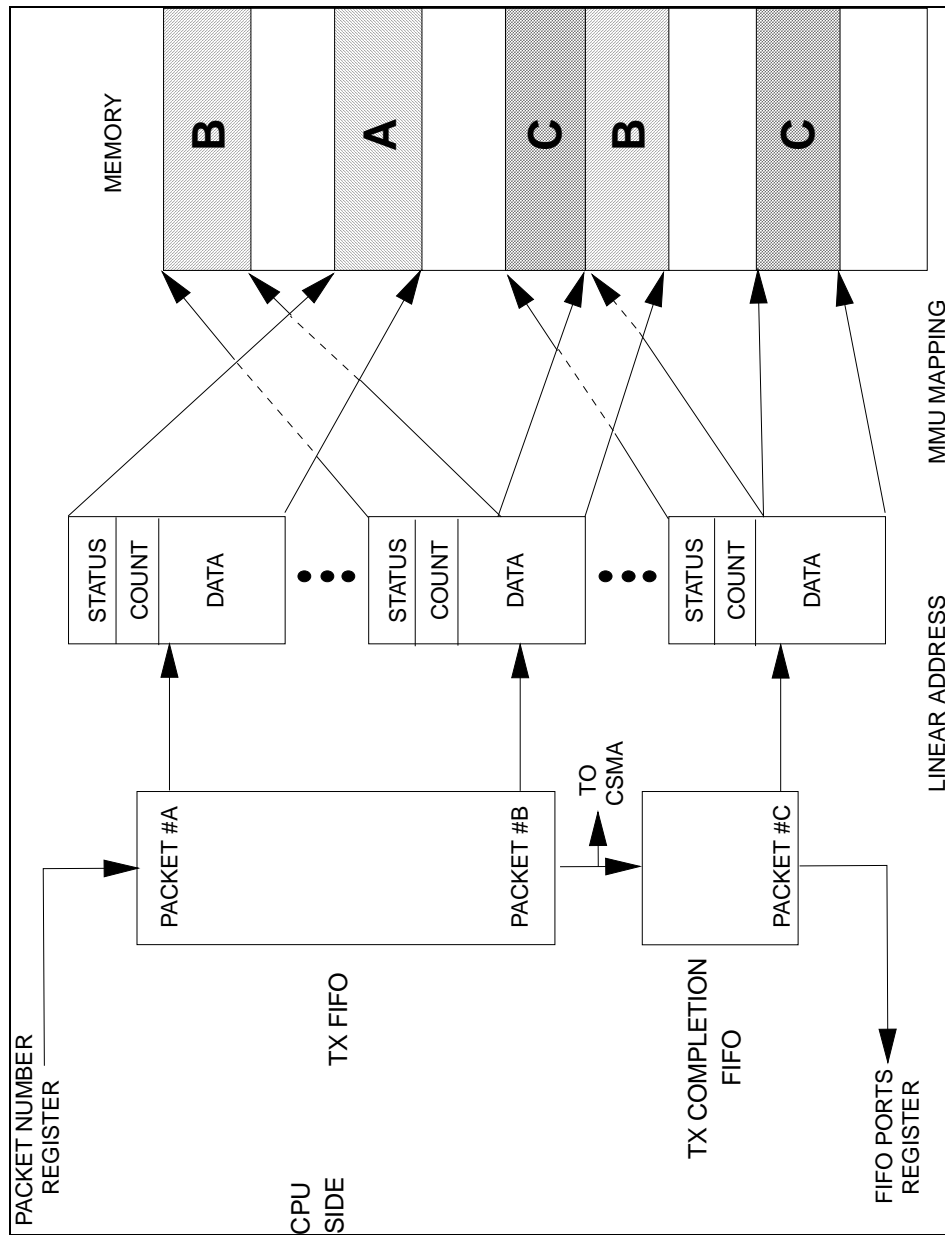 PACKET NUMBER
REGISTER
CPU
SIDE
TX FIFO
PACKET #A
PACKET #B
TO
CSMA
TX COMPLETION
FIFO
PACKET #C
FIFO PORTS
REGISTER
STATUS
COUNT
DATA
STATUS
COUNT
DATA
STATUS
COUNT
DATA
LINEAR ADDRESS
MMU MAPPING
MEMORY
B
A
C
B
C